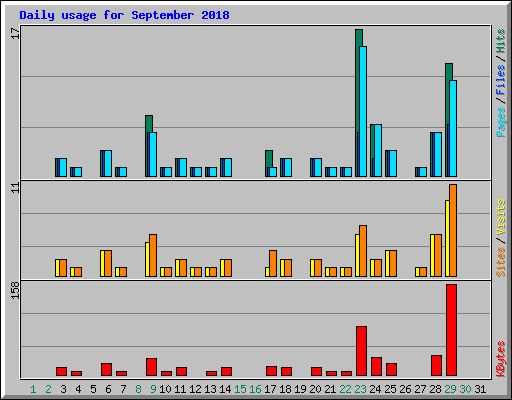 Daily usage for September 2018
17
11
158
Pages / Files / Hits
Sites / Visits
KBytes
1 2 3 4 5 6 7 8 9 10 11 12 13 14 15 16 17 18 19 20 21 22 23 24 25 26 27 28 29 30 31